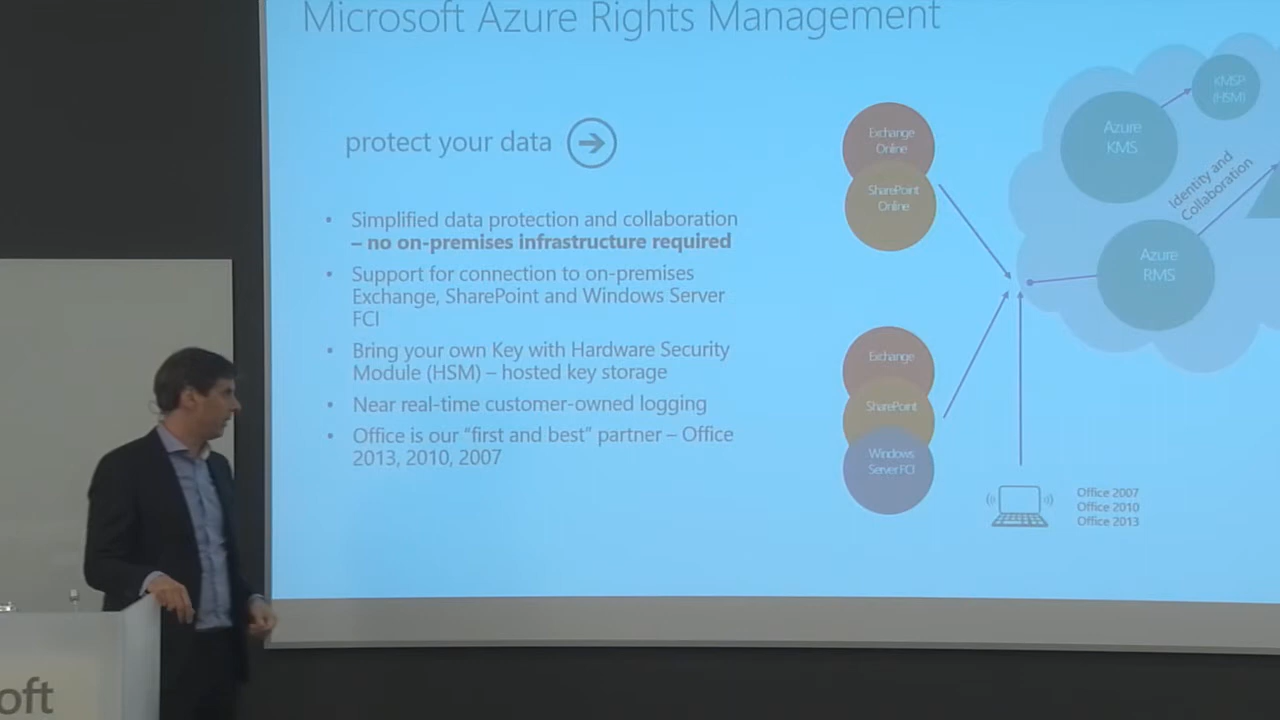 Microsoft Azure Rights Management
protect your data
• Simplified data protection and collaboration
– no on-premises infrastructure required
• Support for connection to on-premises
Exchange, SharePoint and Windows Server
FCI
• Bring your own Key with Hardware Security
Module (HSM) – hosted key storage
• Near real-time customer-owned logging
• Office is our “first and best” partner – Office
2013, 2010, 2007
Exchange
Online
SharePoint
Online
Exchange
SharePoint
Windows
Server FCI
KMSP
(HSM)
Azure
KMS
Identity and
Collaboration
Azure
RMS
Office 2007
Office 2010
Office 2013
oft